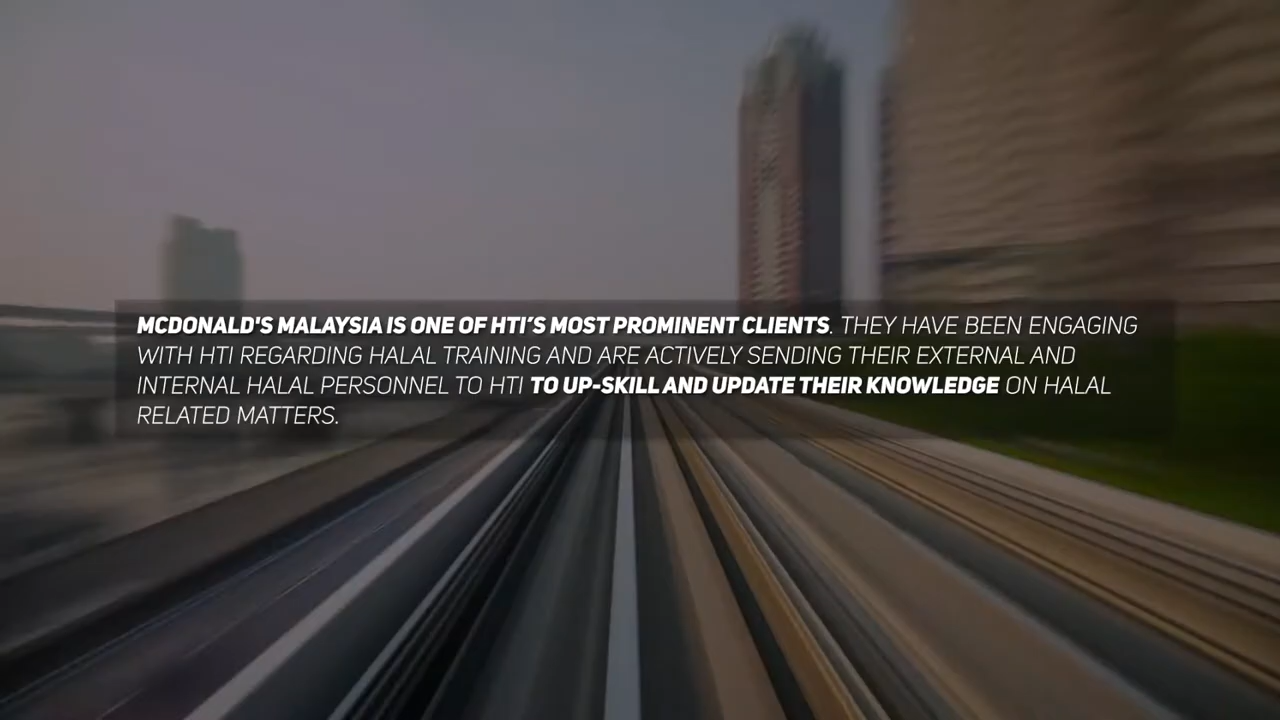 MCDONALD'S MALAYSIA IS ONE OF HTI'S MOST PROMINENT CLIENTS. THEY HAVE BEEN ENGAGING
WITH HTI REGARDING HALAL TRAINING AND ARE ACTIVELY SENDING THEIR EXTERNAL AND
INTERNAL HALAL PERSONNEL TO HTI TO UP-SKILL AND UPDATE THEIR KNOWLEDGE ON HALAL
RELATED MATTERS.